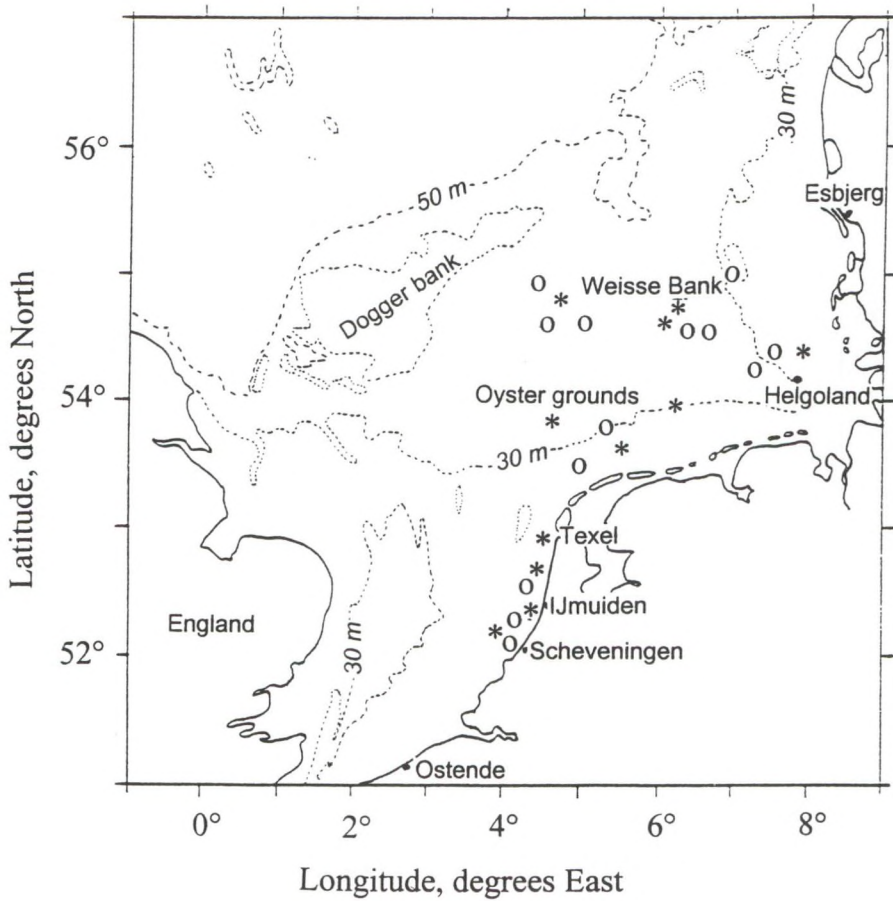 56°
54°
52°
Latitude, degrees North
30 m
50 m
Esbjerg
Dogger bank
Weisse Bank
Oyster grounds
Helgoland
30 m
Texel
IJmuiden
England
Scheveningen
30 m
Ostende
0° 2° 4° 6° 8°
Longitude, degrees East